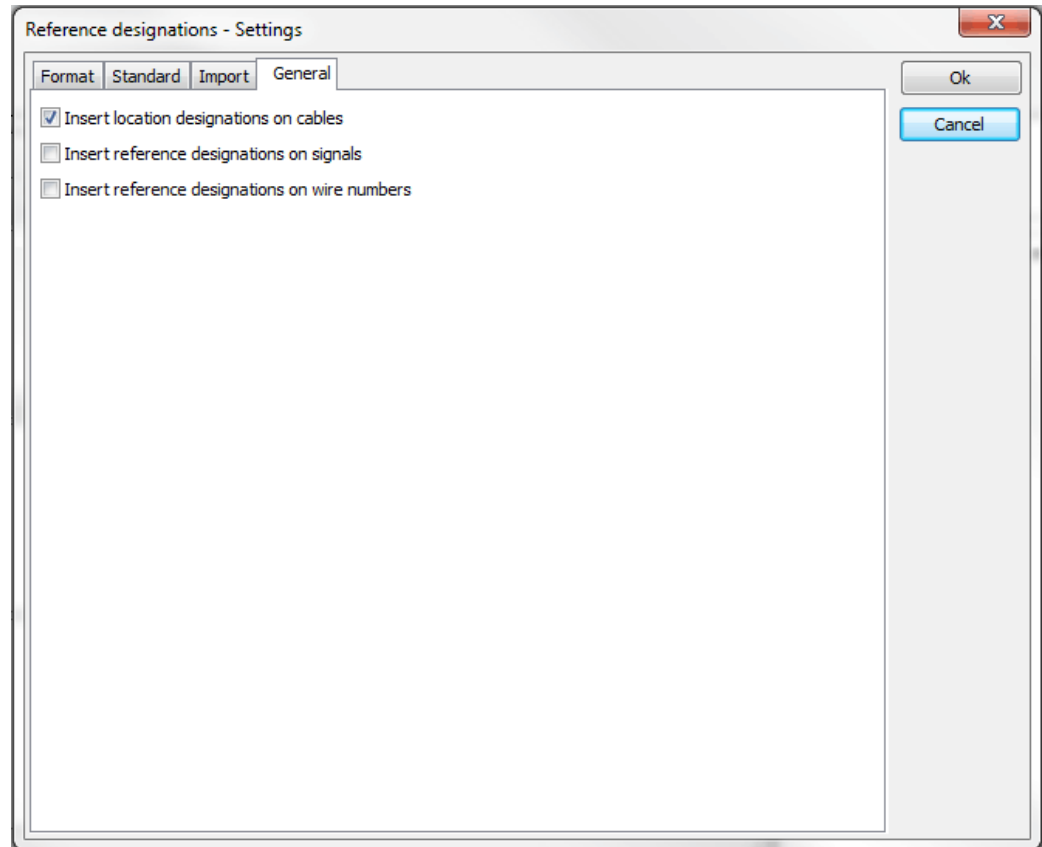 Reference designations - Settings
Format Standard Import General
Ok
Insert location designations on cables
Cancel
Insert reference designations on signals
Insert reference designations on wire numbers